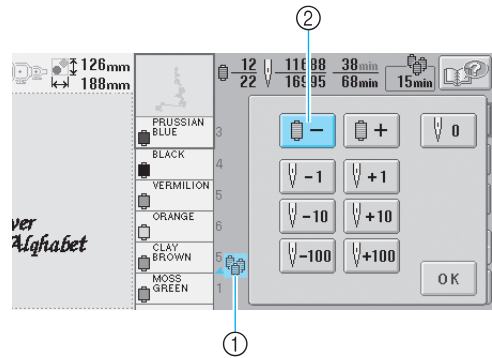 ②
126mm
188mm
12
22
11688
16995
38min
68min
15min
PRUSSIAN
BLUE
3
BLACK
4
VERMILION
5
ORANGE
6
CLAY
BROWN
5
MOSS
GREEN
1
ver
Alqhabet
–
+
0
–1
+1
–10
+10
–100
+100
OK
①